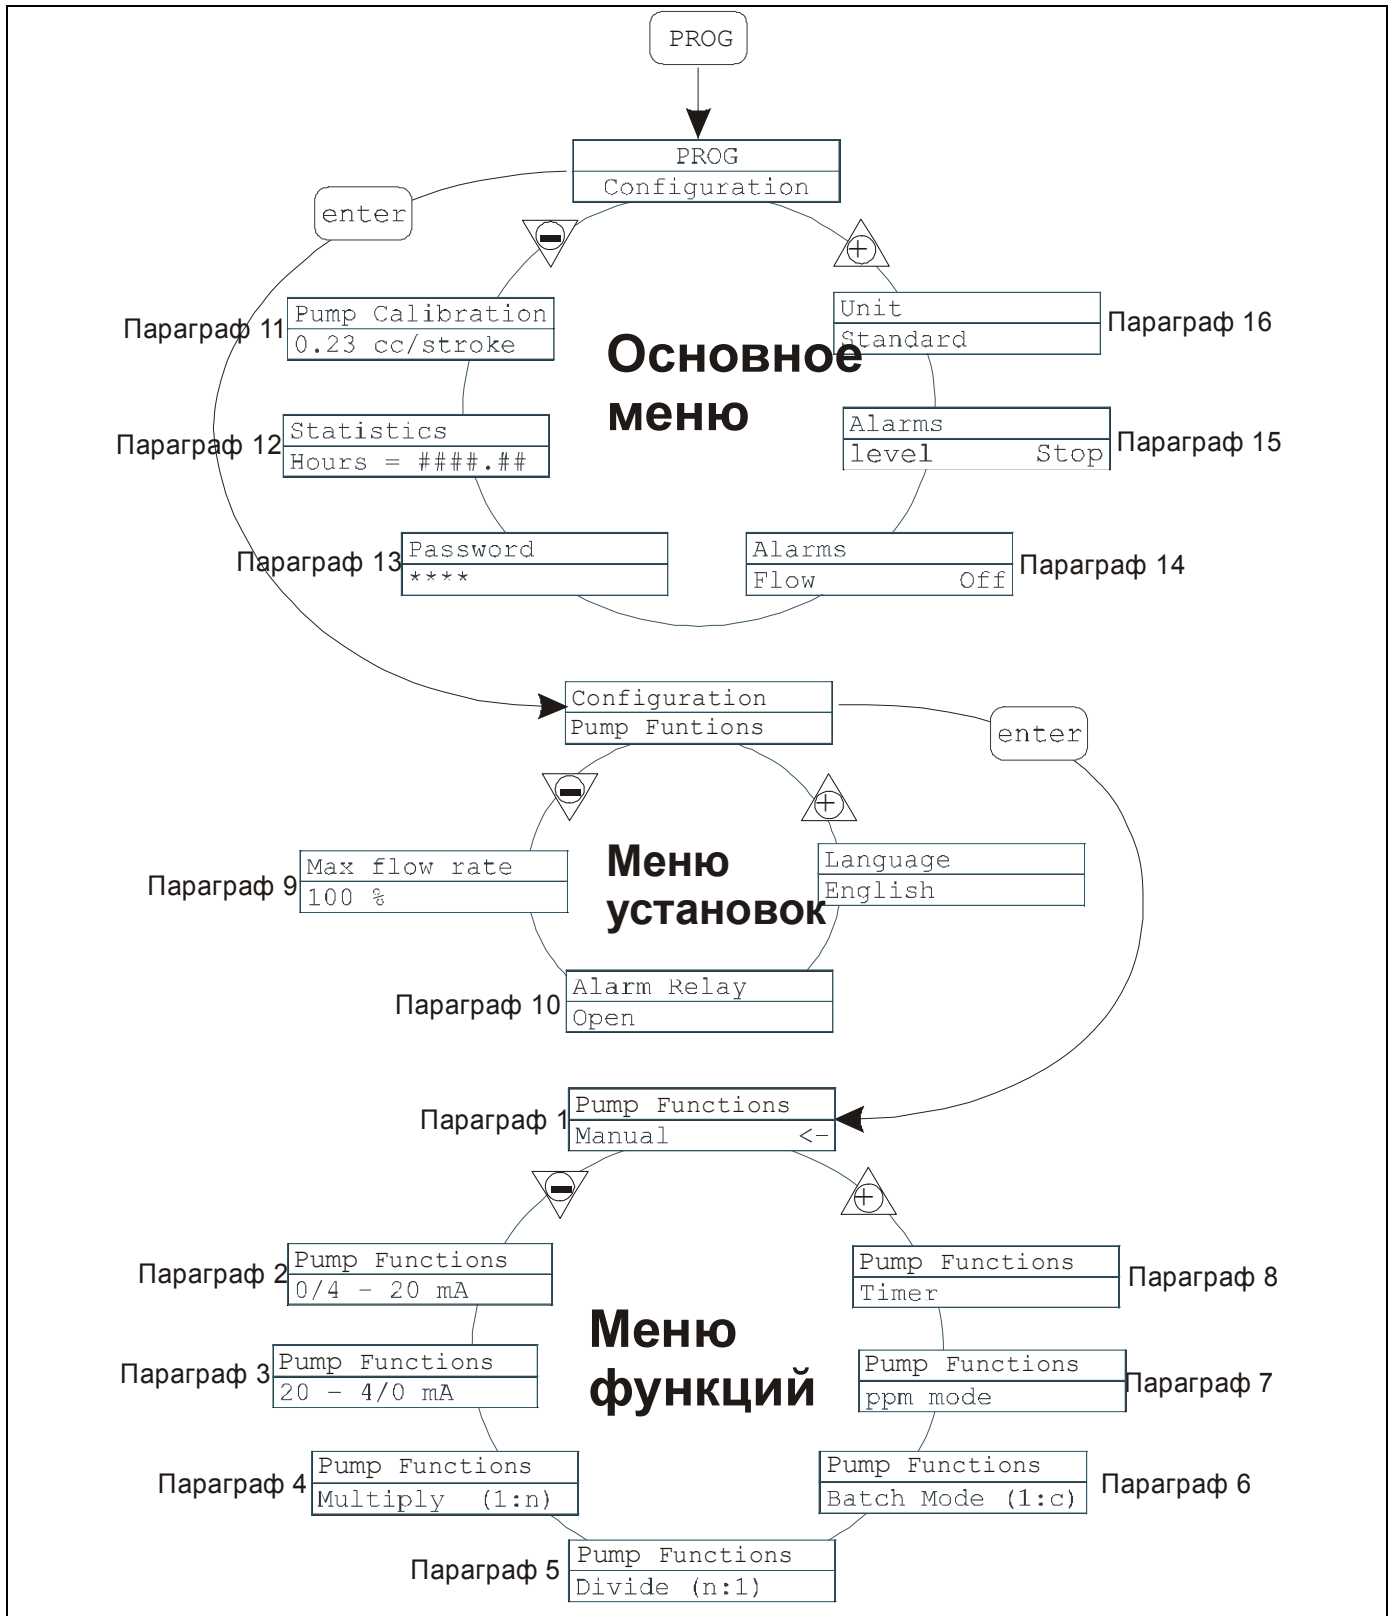 PROG
PROG
Configuration
enter
Pump Calibration
0.23 cc/stroke
Параграф 11
Unit
Standard
Параграф 16
Основное
меню
Statistics
Hours = ####.##
Параграф 12
Alarms
level Stop
Параграф 15
Password
****
Параграф 13
Alarms
Flow Off
Параграф 14
Configuration
Pump Funtions
enter
Max flow rate
100 %
Параграф 9
Меню
установок
Language
English
Alarm Relay
Open
Параграф 10
Pump Functions
Manual <-
Параграф 1
Pump Functions
0/4 - 20 mA
Параграф 2
Pump Functions
Timer
Параграф 8
Меню
функций
Pump Functions
20 - 4/0 mA
Параграф 3
Pump Functions
ppm mode
Параграф 7
Pump Functions
Multiply (1:n)
Параграф 4
Pump Functions
Batch Mode (1:c)
Параграф 6
Pump Functions
Divide (n:1)
Параграф 5